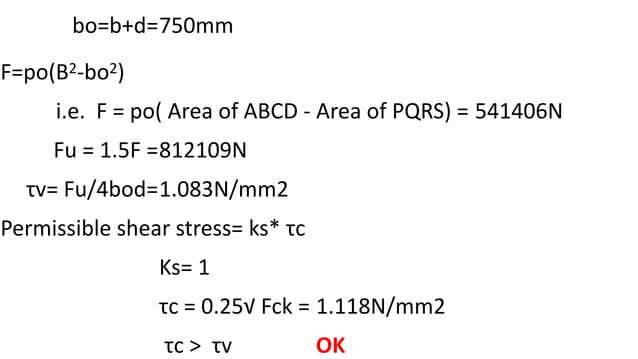 bo=b+d=750mm
F=po(B²-bo²)
i.e. F = po( Area of ABCD - Area of PQRS) = 541406N
Fu = 1.5F =812109N
τv= Fu/4bod=1.083N/mm2
Permissible shear stress= ks* τc
Ks= 1
τc = 0.25√ Fck = 1.118N/mm2
τc > τv OK